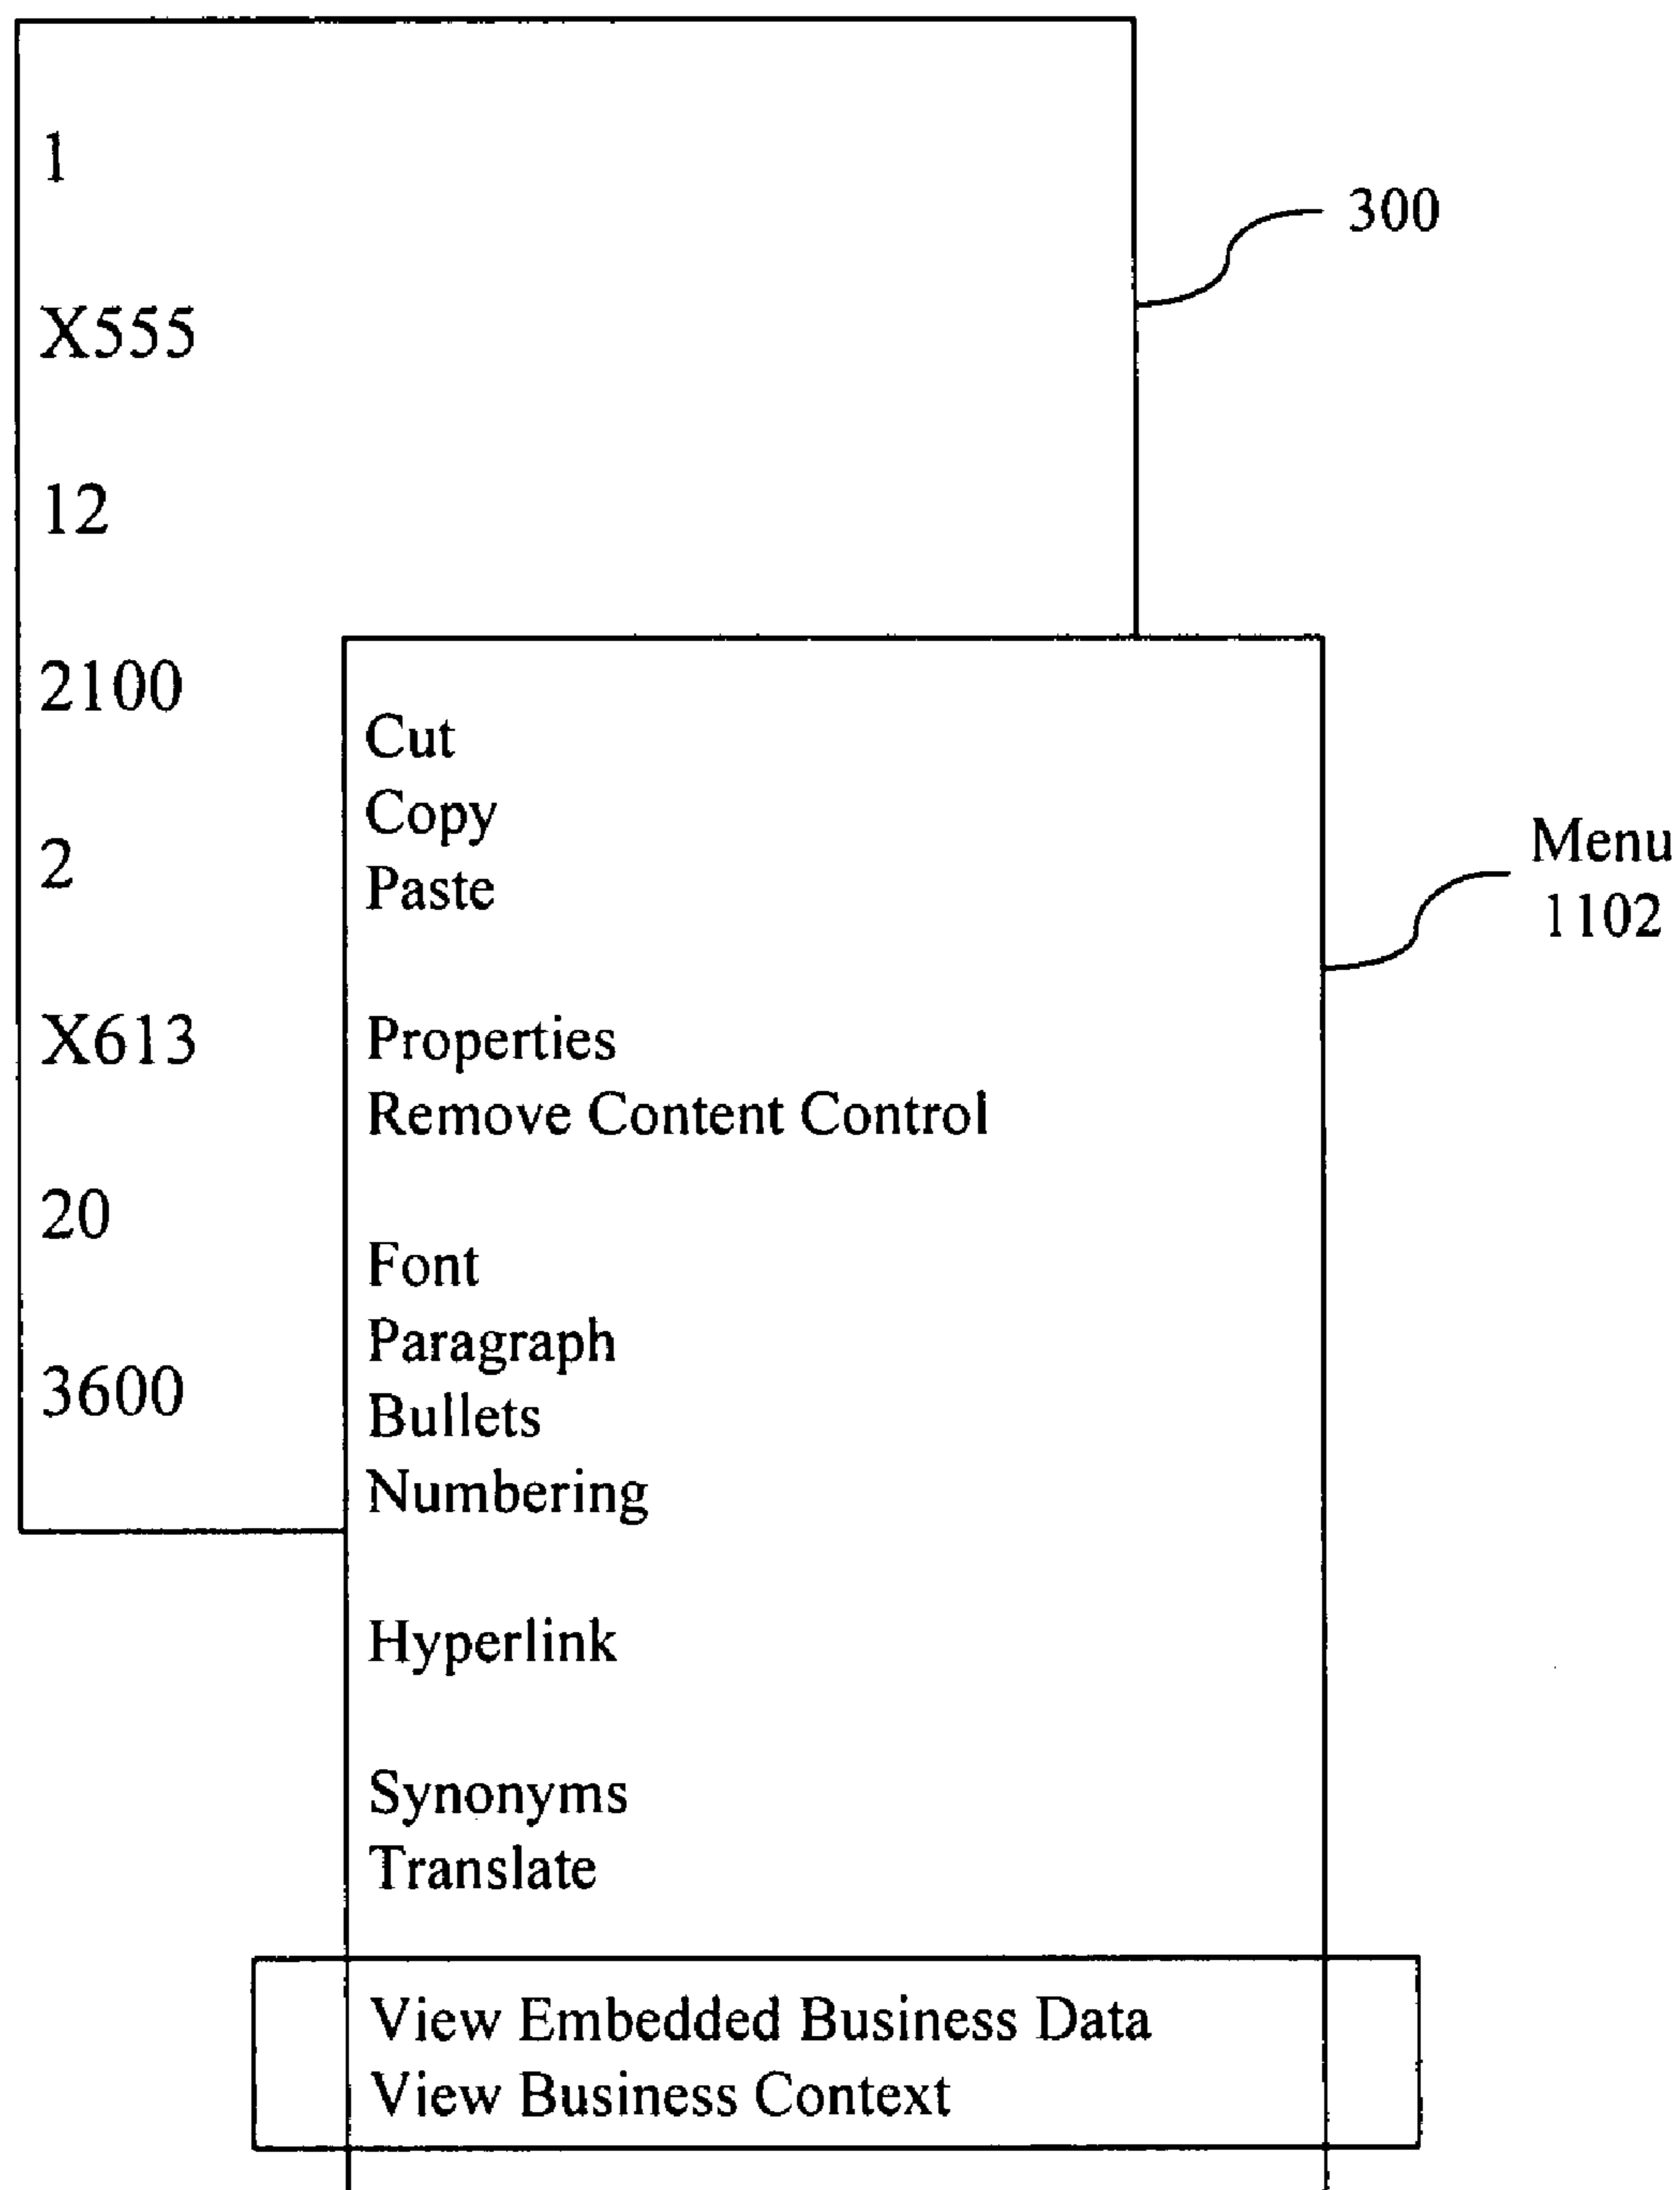 1
X555
12
2100
2
X613
20
3600
300
Cut
Copy
Paste
Properties
Remove Content Control
Font
Paragraph
Bullets
Numbering
Hyperlink
Synonyms
Translate
View Embedded Business Data
View Business Context
Menu
1102